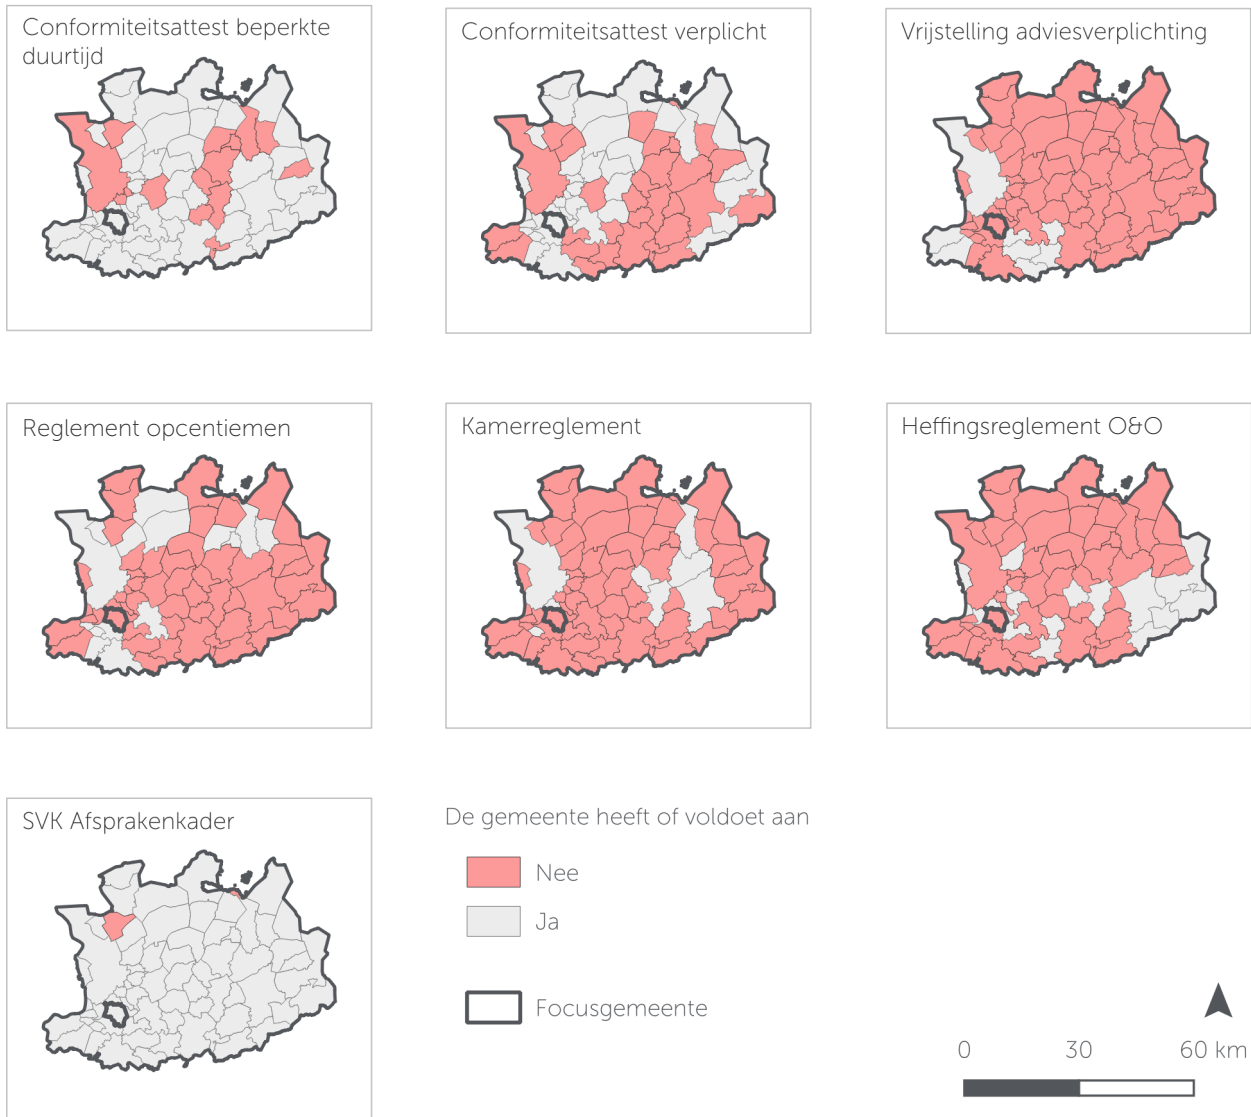 Conformiteitsattest beperkte
duurtijd
Conformiteitsattest verplicht
Vrijstelling adviesverplichting
Reglement opcentiemen
Kamerreglement
Heffingsreglement O&O
SVK Afsprakenkader
De gemeente heeft of voldoet aan
Nee
Ja
Focusgemeente
0 30 60 km